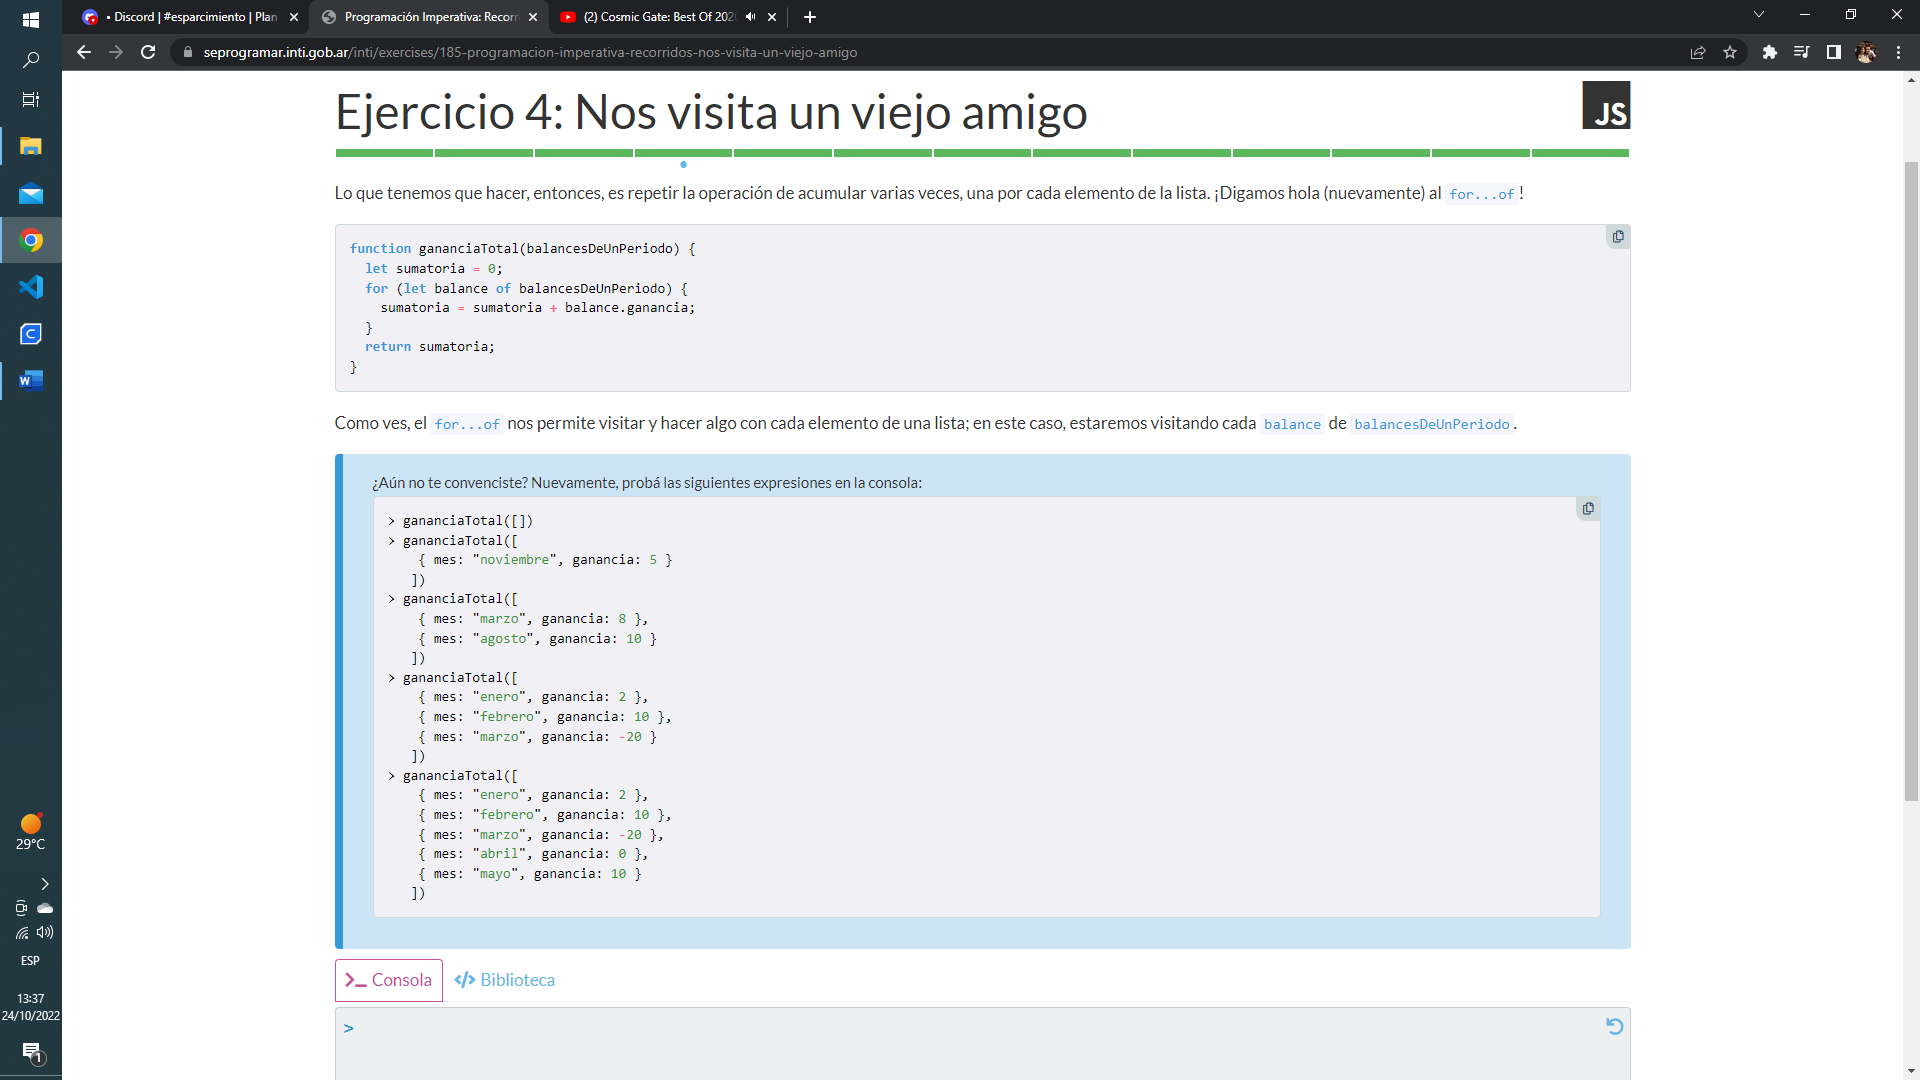 • Discord | #esparcimiento | Plan
Programación Imperativa: Recorr
(2) Cosmic Gate: Best Of 202
seprogramar.inti.gob.ar/inti/exercises/185-programacion-imperativa-recorridos-nos-visita-un-viejo-amigo
Ejercicio 4: Nos visita un viejo amigo
JS
Lo que tenemos que hacer, entonces, es repetir la operación de acumular varias veces, una por cada elemento de la lista. ¡Digamos hola (nuevamente) al for...of!
function gananciaTotal(balancesDeUnPeriodo) {
  let sumatoria = 0;
  for (let balance of balancesDeUnPeriodo) {
    sumatoria = sumatoria + balance.ganancia;
  }
  return sumatoria;
}
Como ves, el for...of nos permite visitar y hacer algo con cada elemento de una lista; en este caso, estaremos visitando cada balance de balancesDeUnPeriodo.
¿Aún no te convenciste? Nuevamente, probá las siguientes expresiones en la consola:
> gananciaTotal([])
> gananciaTotal([
    { mes: "noviembre", ganancia: 5 }
   ])
> gananciaTotal([
    { mes: "marzo", ganancia: 8 },
    { mes: "agosto", ganancia: 10 }
   ])
> gananciaTotal([
    { mes: "enero", ganancia: 2 },
    { mes: "febrero", ganancia: 10 },
    { mes: "marzo", ganancia: -20 }
   ])
> gananciaTotal([
    { mes: "enero", ganancia: 2 },
    { mes: "febrero", ganancia: 10 },
    { mes: "marzo", ganancia: -20 },
    { mes: "abril", ganancia: 0 },
    { mes: "mayo", ganancia: 10 }
   ])
>_ Consola
</> Biblioteca
>
29°C
ESP
13:37
24/10/2022
1